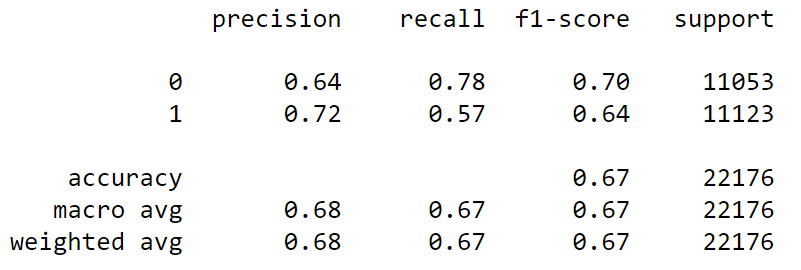 precision recall f1-score support
0 0.64 0.78 0.70 11053
1 0.72 0.57 0.64 11123
accuracy 0.67 22176
macro avg 0.68 0.67 0.67 22176
weighted avg 0.68 0.67 0.67 22176